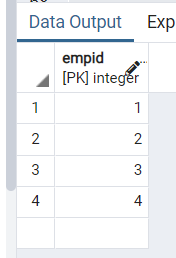 Data Output
Exp
empid
[PK] integer
1 1
2 2
3 3
4 4